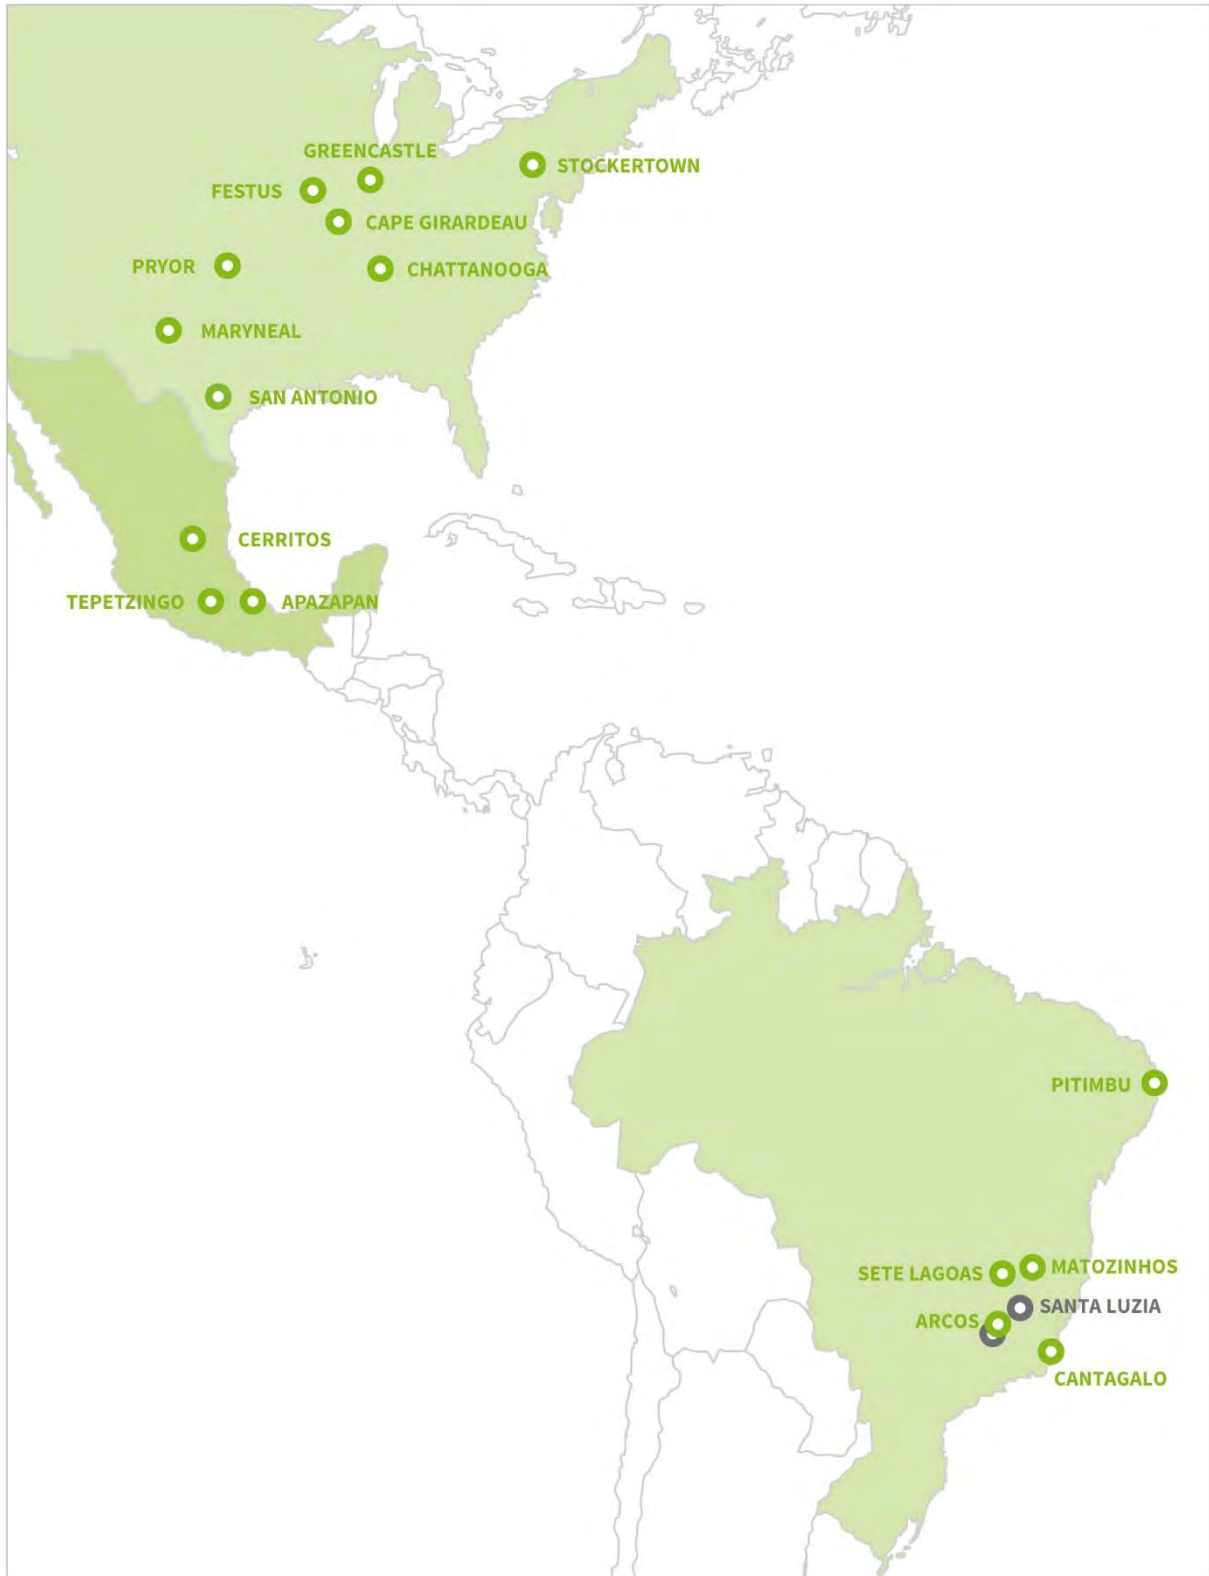 GREENCASTLE
STOCKERTOWN
FESTUS
CAPE GIRARDEAU
PRYOR
CHATTANOOGA
MARYNEAL
SAN ANTONIO
CERRITOS
TEPETZINGO
APAZAPAN
PITIMBU
SETE LAGOAS
MATOZINHOS
SANTA LUZIA
ARCOS
CANTAGALO